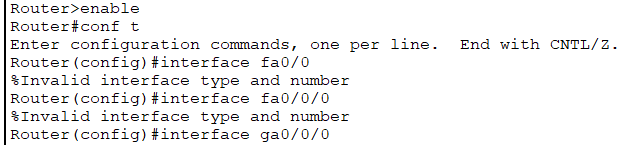 Router>enable
Router#conf t
Enter configuration commands, one per line.  End with CNTL/Z.
Router(config)#interface fa0/0
%Invalid interface type and number
Router(config)#interface fa0/0/0
%Invalid interface type and number
Router(config)#interface ga0/0/0